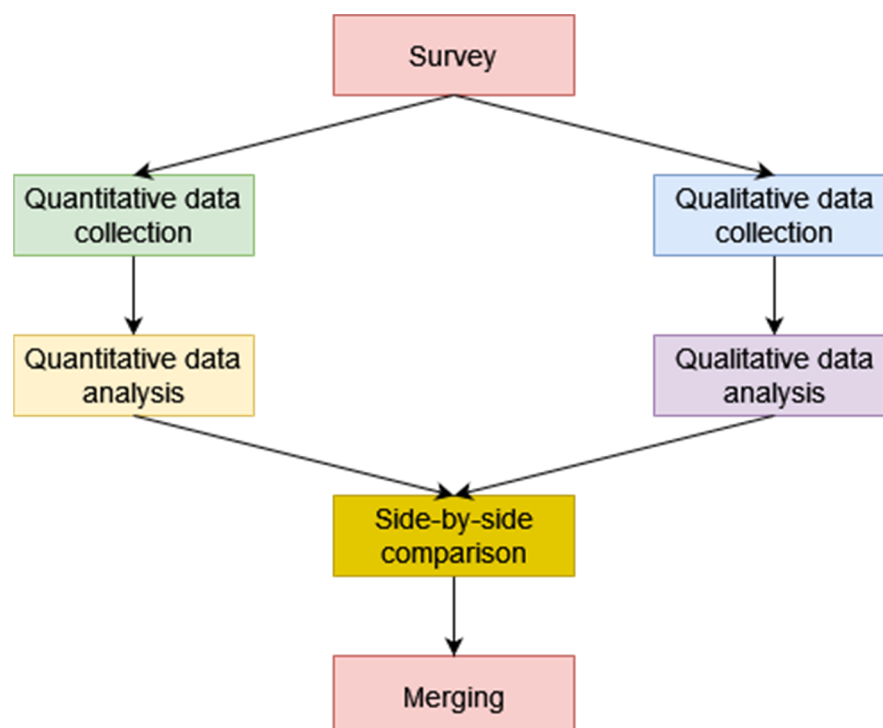 Survey
Quantitative data
collection
Qualitative data
collection
Quantitative data
analysis
Qualitative data
analysis
Side-by-side
comparison
Merging